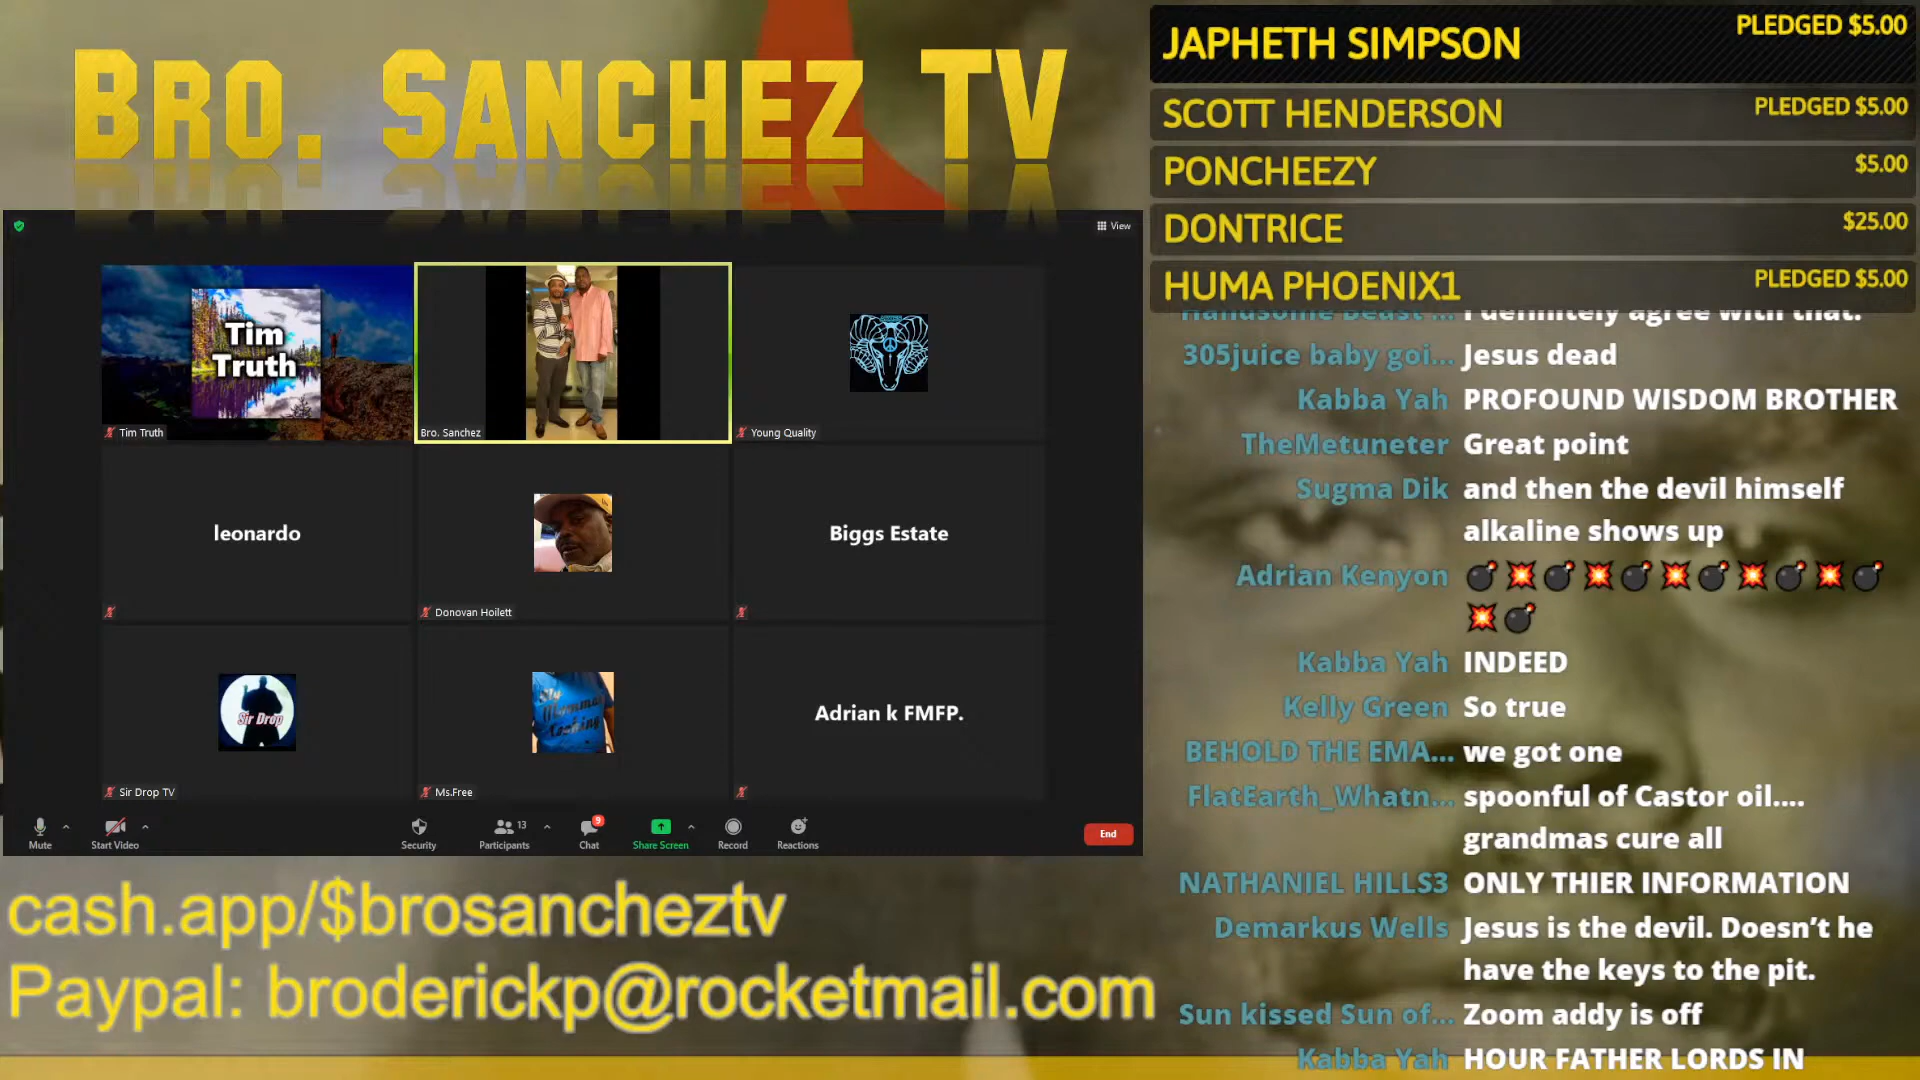 BRO. SANCHEZ TV
JAPHETH SIMPSON PLEDGED $5.00
SCOTT HENDERSON PLEDGED $5.00
PONCHEEZY $5.00
DONTRICE $25.00
HUMA PHOENIX1 PLEDGED $5.00
View
Tim
Truth
Tim Truth
Bro. Sanchez
Young Quality
leonardo
Donovan Hoilett
Biggs Estate
Sir Drop
Sir Drop TV
Ms.Free
Adrian k FMFP.
Mute
Start Video
Security
13
Participants
9
Chat
Share Screen
Record
Reactions
End
cash.app/$brosancheztv
Paypal: broderickp@rocketmail.com
Handsome Beast ... I definitely agree with that.
305juice baby goi... Jesus dead
Kabba Yah PROFOUND WISDOM BROTHER
TheMetuneter Great point
Sugma Dik and then the devil himself
alkaline shows up
Adrian Kenyon 💣💥💣💥💣💥💣💥💣💥💣
💥💣
Kabba Yah INDEED
Kelly Green So true
BEHOLD THE EMA... we got one
FlatEarth_Whatn... spoonful of Castor oil....
grandmas cure all
NATHANIEL HILLS3 ONLY THIER INFORMATION
Demarkus Wells Jesus is the devil. Doesn’t he
have the keys to the pit.
Sun kissed Sun of... Zoom addy is off
Kabba Yah HOUR FATHER LORDS IN